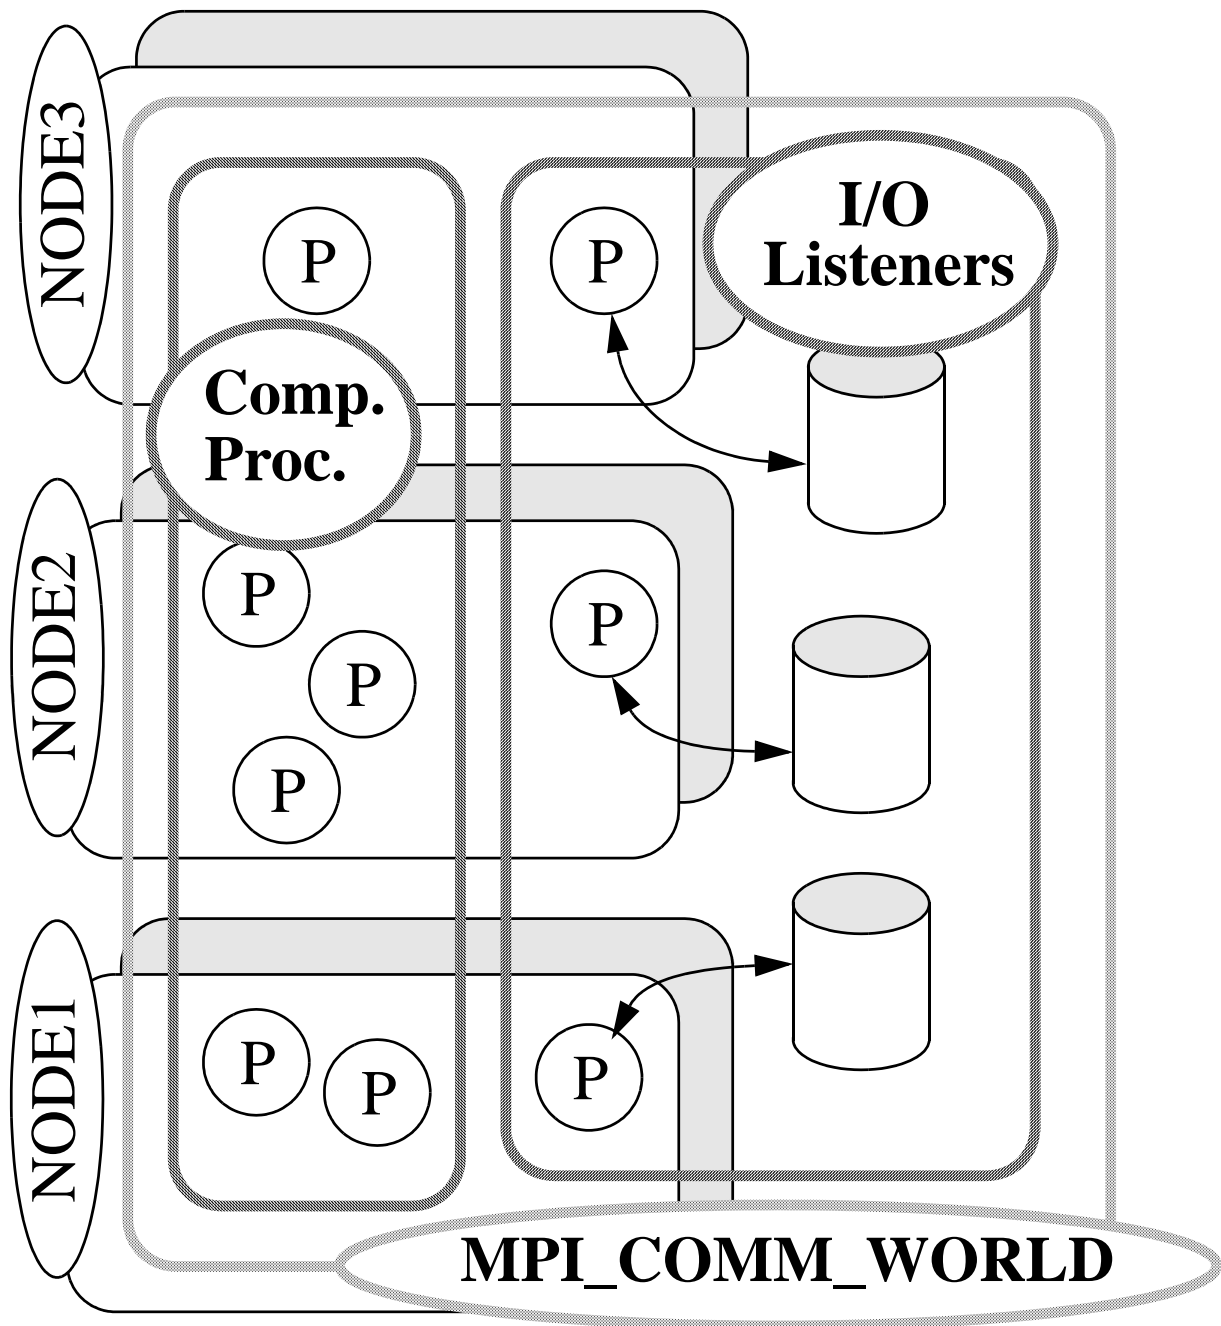 NODE3
P
P
I/O
Listeners
Comp.
Proc.
NODE2
P
P
P
P
NODE1
P
P
P
MPI_COMM_WORLD